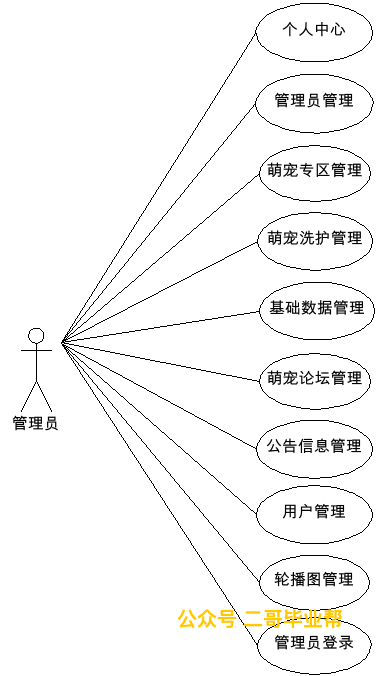 个人中心
管理员管理
萌宠专区管理
萌宠洗护管理
基础数据管理
萌宠论坛管理
管理员
公告信息管理
用户管理
轮播图管理
公众号 二哥毕业帮
管理员登录